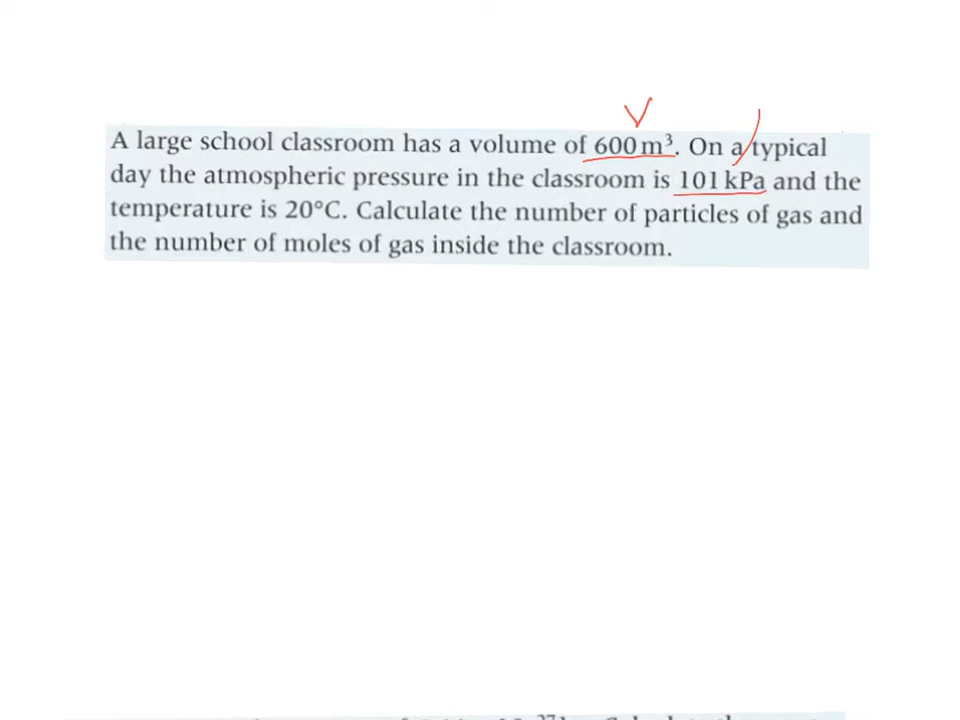 V
A large school classroom has a volume of 600 m³. On a typical
day the atmospheric pressure in the classroom is 101 kPa and the
temperature is 20°C. Calculate the number of particles of gas and
the number of moles of gas inside the classroom.